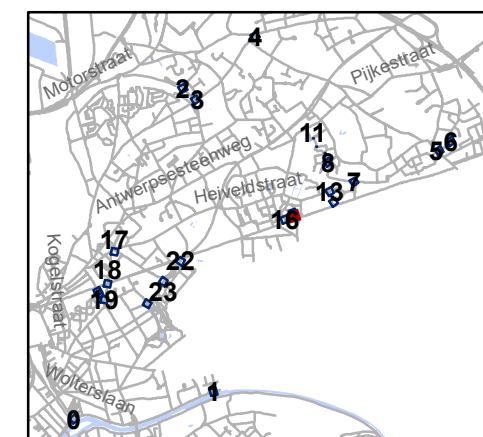 4
Motorstraat
Pijkestraat
2
3
11
6
5
Antwerpsesteenweg
8
Heiveldstraat
7
13
16
17
Kogelstraat
22
18
23
19
Wolterslaan
1
0